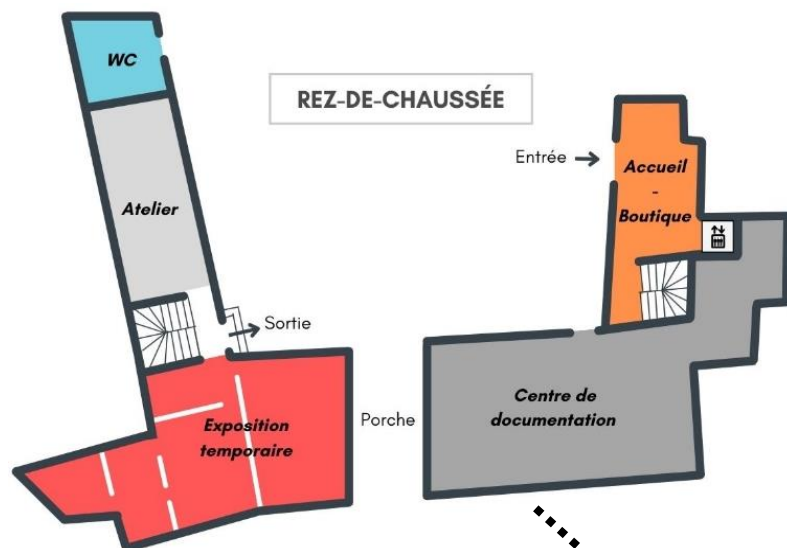 WC
REZ-DE-CHAUSSÉE
Entrée
Accueil
-
Boutique
Atelier
Sortie
Exposition
temporaire
Porche
Centre de
documentation